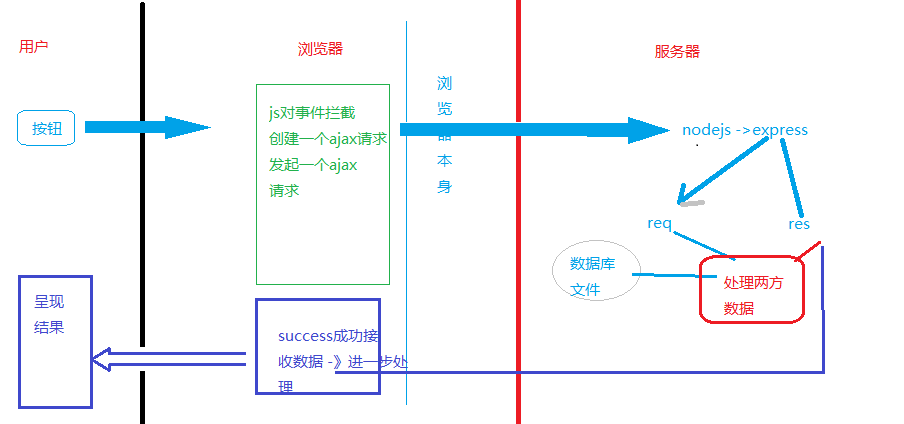 用户
浏览器
服务器
按钮
js对事件拦截
创建一个ajax请求
发起一个ajax
请求
浏
览
器
本
身
nodejs ->express
req
res
数据库
文件
处理两方
数据
呈现
结果
success成功接
收数据 -》进一步处
理